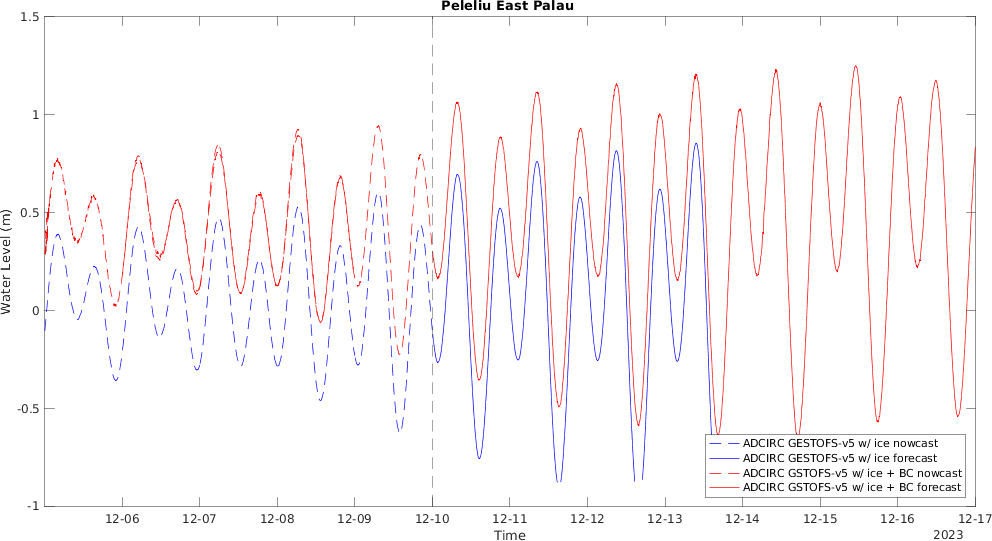 Peleliu East Palau
1.5
1
0.5
0
-0.5
-1
Water Level (m)
ADCIRC GESTOFS-v5 w/ ice nowcast
ADCIRC GESTOFS-v5 w/ ice forecast
ADCIRC GSTOFS-v5 w/ ice + BC nowcast
ADCIRC GSTOFS-v5 w/ ice + BC forecast
12-06 12-07 12-08 12-09 12-10 12-11 12-12 12-13 12-14 12-15 12-16 12-17
Time
2023